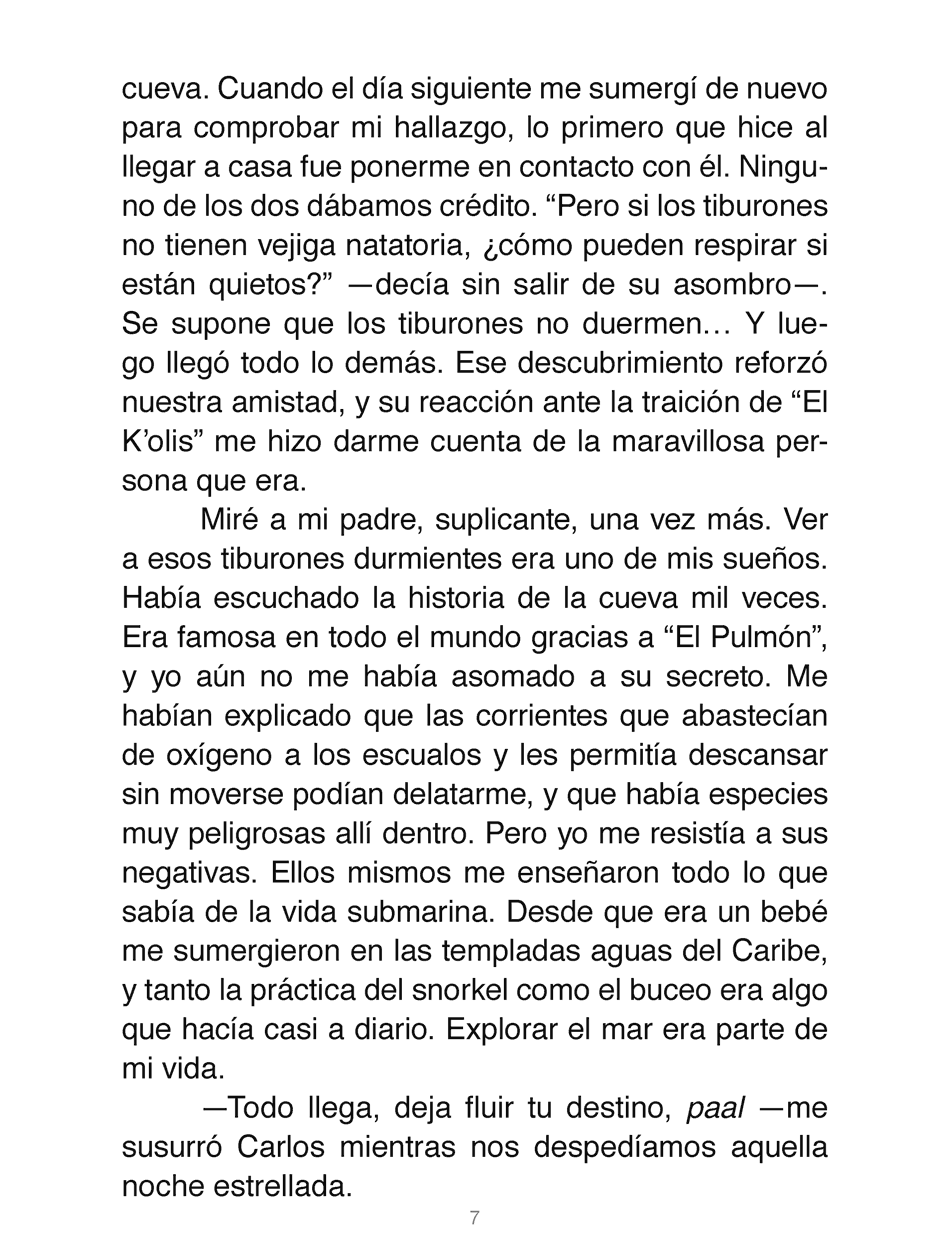 cueva. Cuando el día siguiente me sumergí de nuevo
para comprobar mi hallazgo, lo primero que hice al
llegar a casa fue ponerme en contacto con él. Ningu-
no de los dos dábamos crédito. “Pero si los tiburones
no tienen vejiga natatoria, ¿cómo pueden respirar si
están quietos?” —decía sin salir de su asombro—.
Se supone que los tiburones no duermen… Y lue-
go llegó todo lo demás. Ese descubrimiento reforzó
nuestra amistad, y su reacción ante la traición de “El
K’olis” me hizo darme cuenta de la maravillosa per-
sona que era.
Miré a mi padre, suplicante, una vez más. Ver
a esos tiburones durmientes era uno de mis sueños.
Había escuchado la historia de la cueva mil veces.
Era famosa en todo el mundo gracias a “El Pulmón”,
y yo aún no me había asomado a su secreto. Me
habían explicado que las corrientes que abastecían
de oxígeno a los escualos y les permitía descansar
sin moverse podían delatarme, y que había especies
muy peligrosas allí dentro. Pero yo me resistía a sus
negativas. Ellos mismos me enseñaron todo lo que
sabía de la vida submarina. Desde que era un bebé
me sumergieron en las templadas aguas del Caribe,
y tanto la práctica del snorkel como el buceo era algo
que hacía casi a diario. Explorar el mar era parte de
mi vida.
—Todo llega, deja fluir tu destino, paal —me
susurró Carlos mientras nos despedíamos aquella
noche estrellada.
7